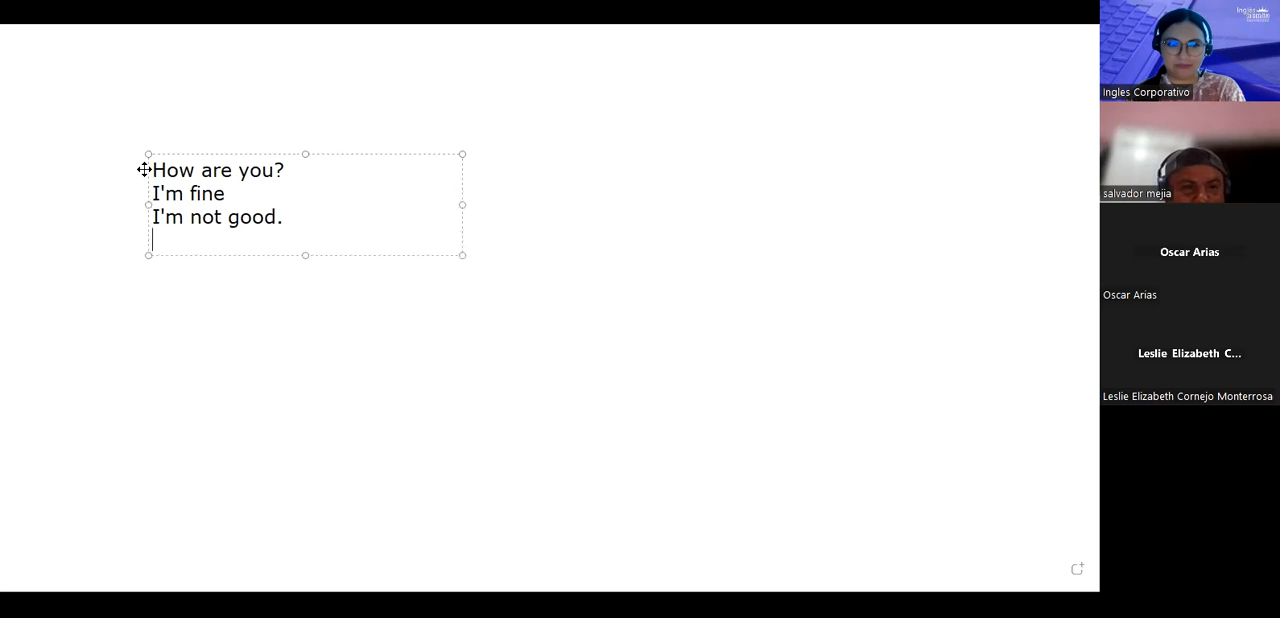 How are you?
I'm fine
I'm not good.
Ingles
Ingles Corporativo
salvador mejia
Oscar Arias
Oscar Arias
Leslie Elizabeth C...
Leslie Elizabeth Cornejo Monterrosa